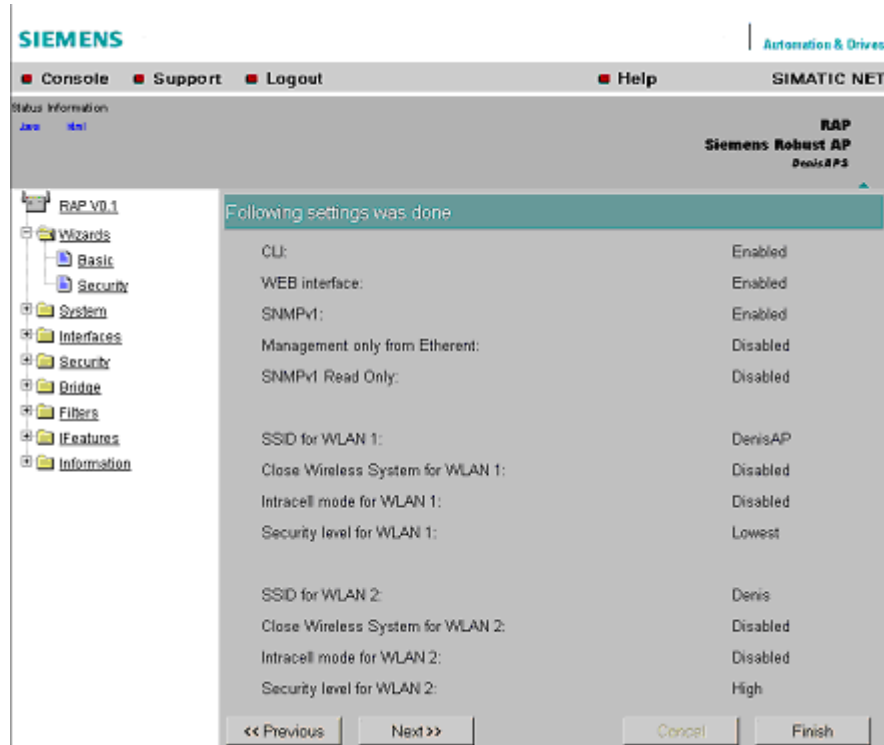 SIEMENS
Automation & Drives
Console Support Logout Help SIMATIC NET
Status Information
Java Html
RAP
Siemens Robust AP
DenisAPS
RAP V0.1
Wizards
Basic
Security
System
Interfaces
Security
Bridge
Filters
IFeatures
Information
Following settings was done
CLI: Enabled
WEB interface: Enabled
SNMPv1: Enabled
Management only from Etherent: Disabled
SNMPv1 Read Only: Disabled
SSID for WLAN 1: DenisAP
Close Wireless System for WLAN 1: Disabled
Intracell mode for WLAN 1: Disabled
Security level for WLAN 1: Lowest
SSID for WLAN 2: Denis
Close Wireless System for WLAN 2: Disabled
Intracell mode for WLAN 2: Disabled
Security level for WLAN 2: High
<< Previous Next >> Cancel Finish